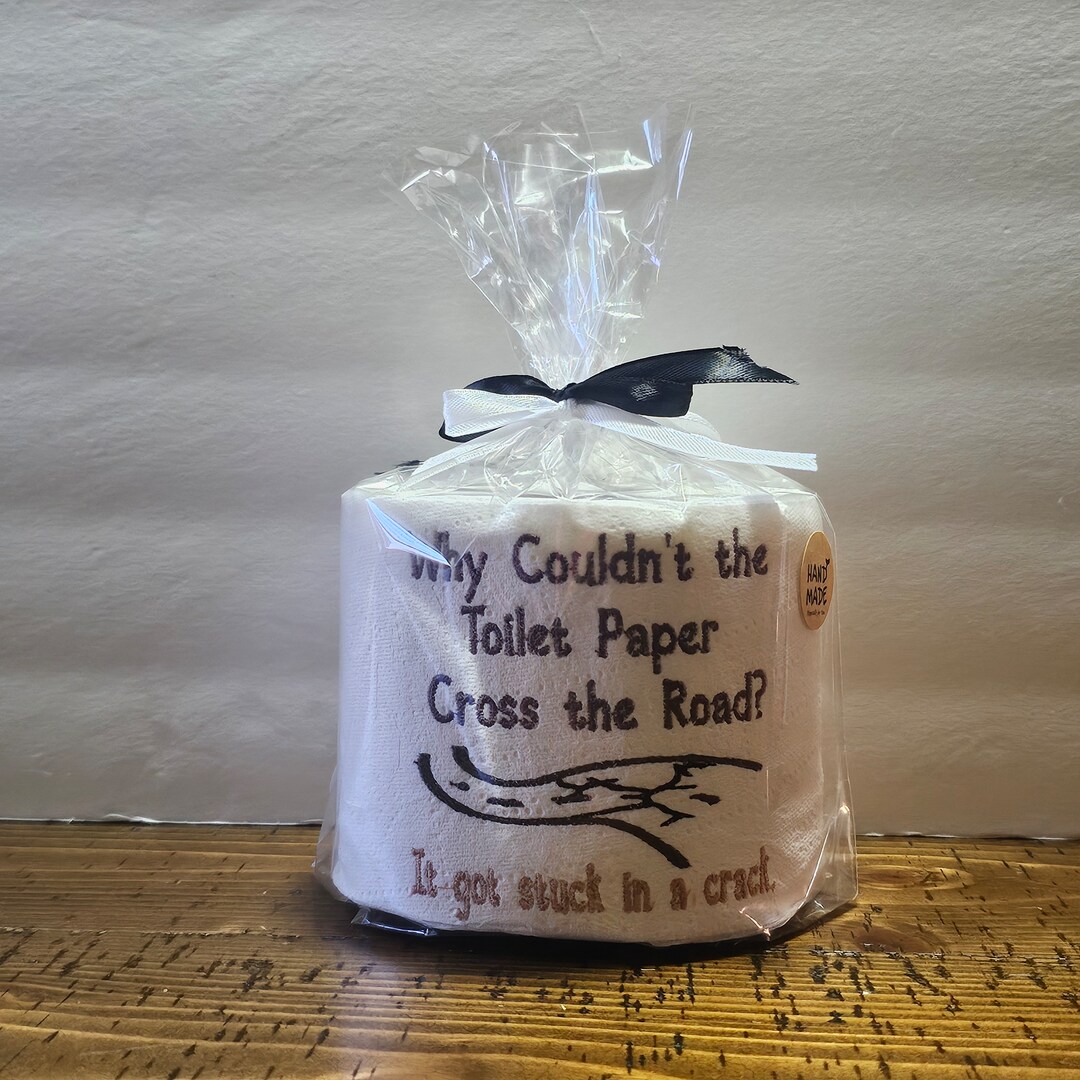 Why Couldn't the
Toilet Paper
Cross the Road?
It got stuck in a crack.
HAND
MADE